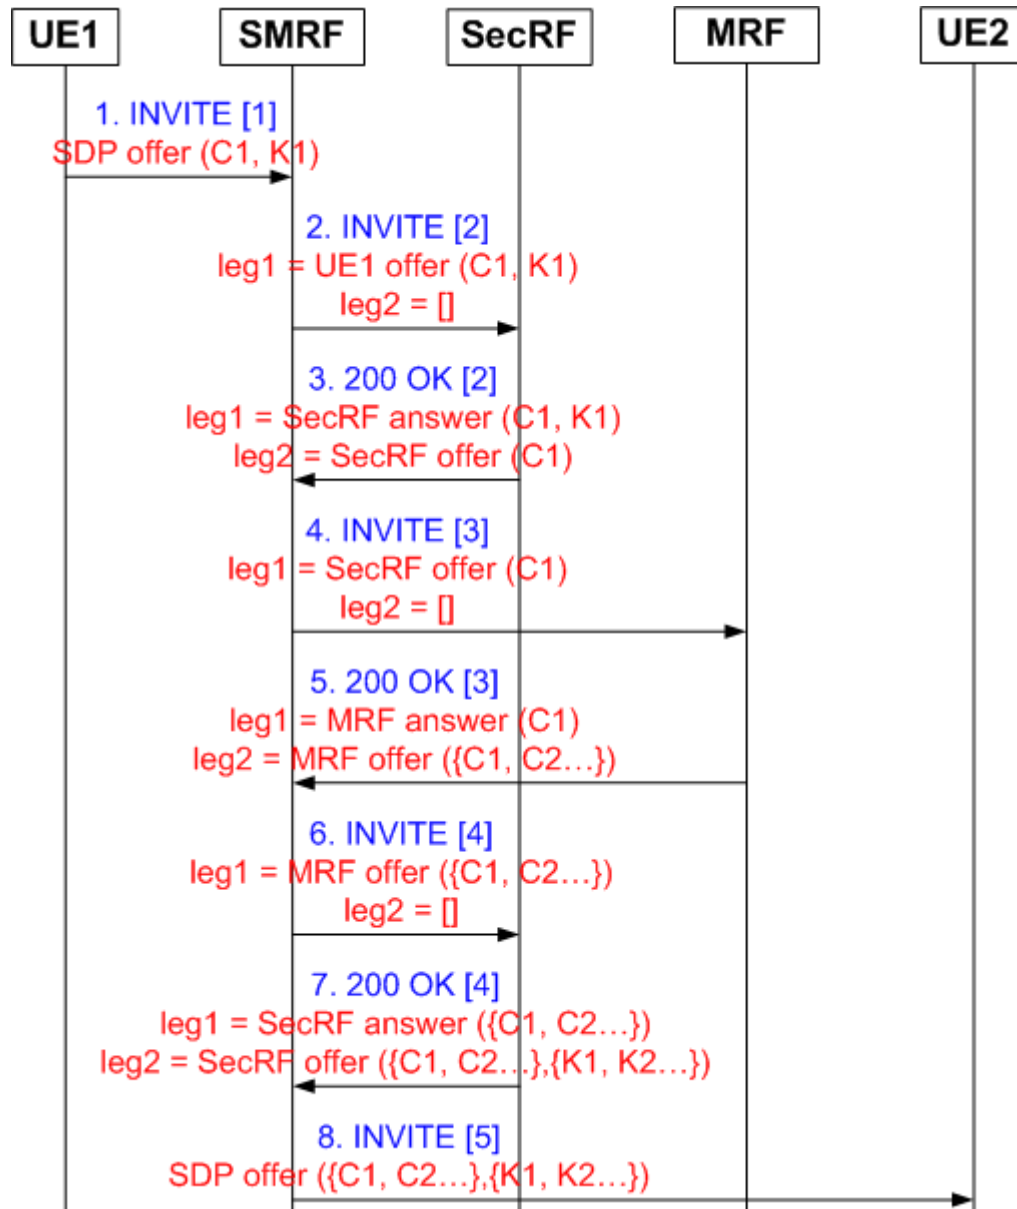 UE1 SMRF SecRF MRF UE2
1. INVITE [1]
SDP offer (C1, K1)
2. INVITE [2]
leg1 = UE1 offer (C1, K1)
leg2 = []
3. 200 OK [2]
leg1 = SecRF answer (C1, K1)
leg2 = SecRF offer (C1)
4. INVITE [3]
leg1 = SecRF offer (C1)
leg2 = []
5. 200 OK [3]
leg1 = MRF answer (C1)
leg2 = MRF offer ({C1, C2…})
6. INVITE [4]
leg1 = MRF offer ({C1, C2…})
leg2 = []
7. 200 OK [4]
leg1 = SecRF answer ({C1, C2…})
leg2 = SecRF offer ({C1, C2…},{K1, K2…})
8. INVITE [5]
SDP offer ({C1, C2…},{K1, K2…})